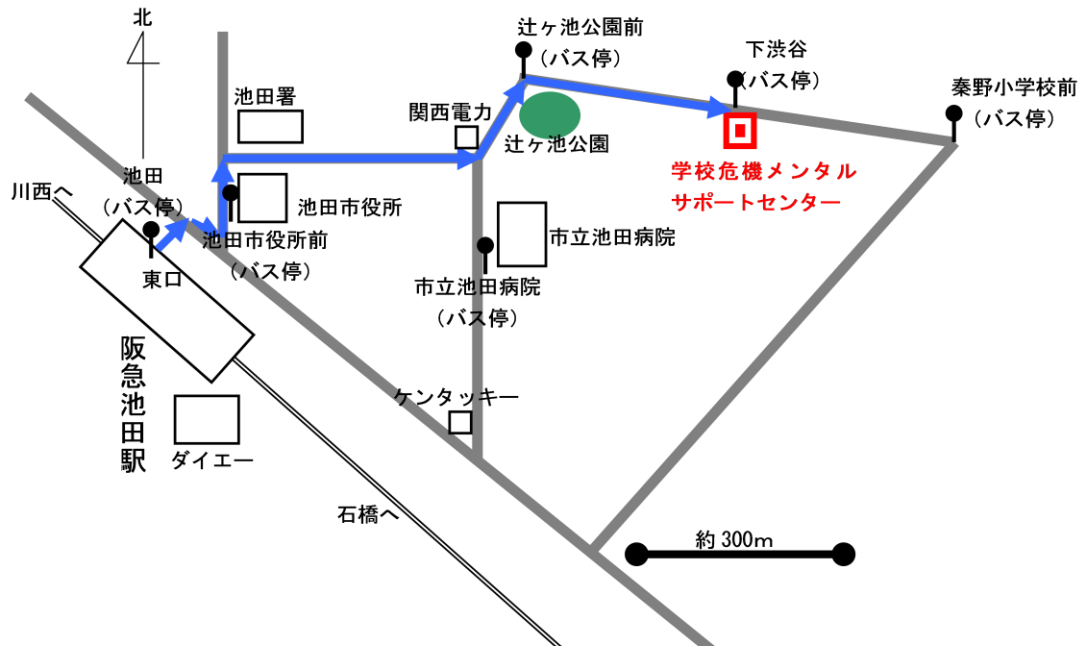 北
辻ヶ池公園前
（バス停）
下渋谷
（バス停）
秦野小学校前
（バス停）
池田署
関西電力
辻ヶ池公園
学校危機メンタル
サポートセンター
池田
（バス停）
川西へ
池田市役所
池田市役所前
（バス停）
東口
市立池田病院
市立池田病院
（バス停）
阪急池田駅
ケンタッキー
ダイエー
石橋へ
約300ｍ